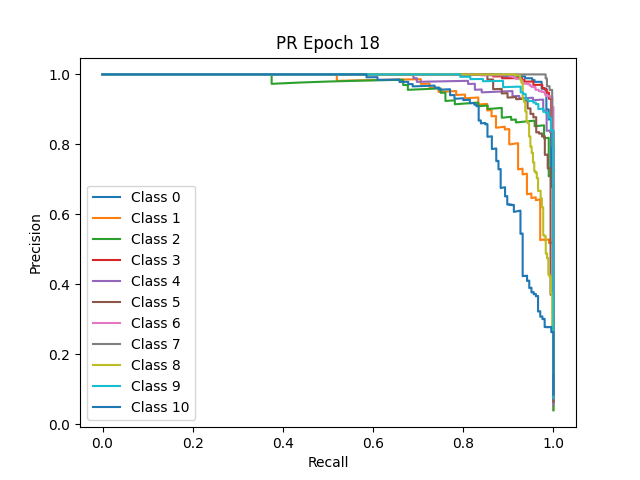 PR Epoch 18
1.0
0.8
0.6
0.4
0.2
0.0
Precision
Class 0
Class 1
Class 2
Class 3
Class 4
Class 5
Class 6
Class 7
Class 8
Class 9
Class 10
0.0 0.2 0.4 0.6 0.8 1.0
Recall